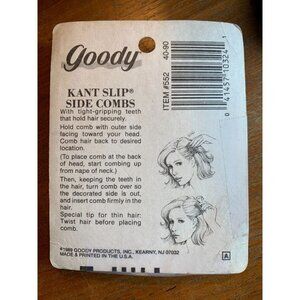 goody
KANT SLIP®
SIDE COMBS
With tight-gripping teeth
that hold hair securely.
Hold comb with outer side
facing toward your head.
Comb hair back to desired
location.
(To place comb at the back
of head, start combing up
from nape of neck.)
Then, keeping the teeth in
the hair, turn comb over so
the decorated side is on
out, and insert comb firmly in the
hair.
Special tip for thin hair:
Twist hair before placing
comb.
©1989 GOODY PRODUCTS, INC., KEARNY, NJ 07032
MADE & PRINTED IN THE U.S.A.
A
ITEM #552 40-90
0 41457 10324 1